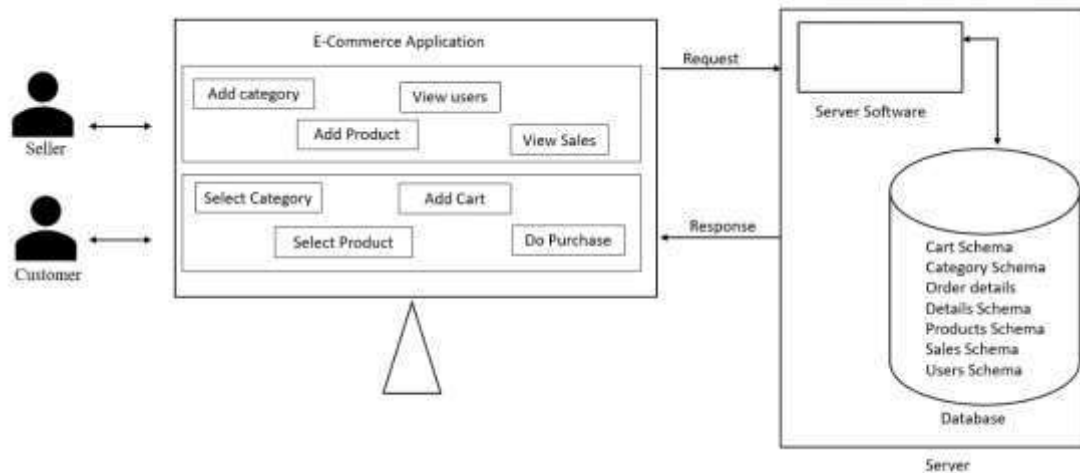 E-Commerce Application
Add category
View users
Add Product
View Sales
Seller
Select Category
Add Cart
Select Product
Do Purchase
Customer
Request
Response
Server Software
Cart Schema
Category Schema
Order details
Details Schema
Products Schema
Sales Schema
Users Schema
Database
Server